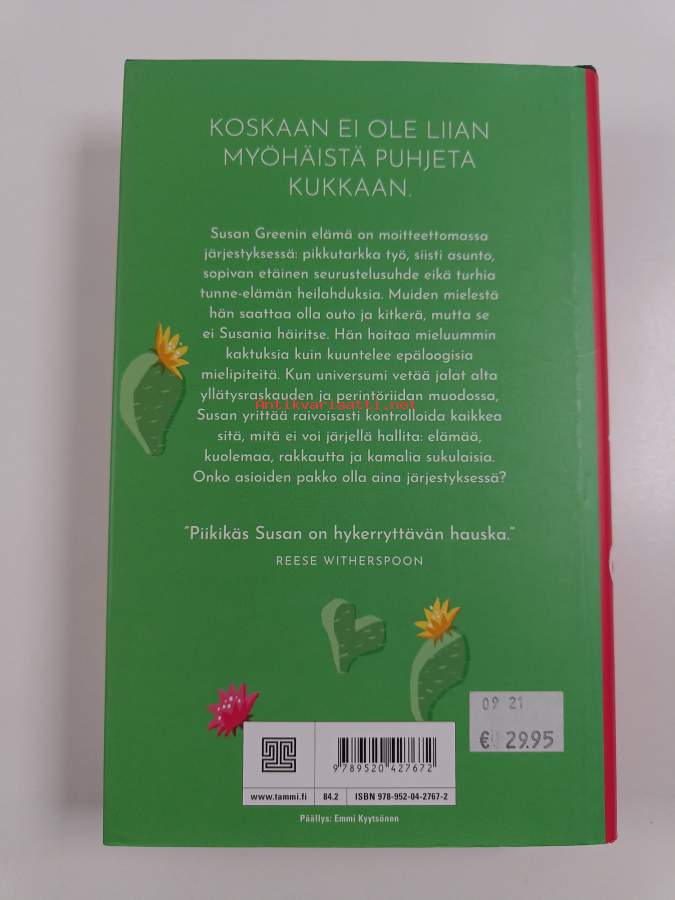 KOSKAAN EI OLE LIIAN
MYÖHÄISTÄ PUHJETA
KUKKAAN.
Susan Greenin elämä on moitteettomassa
järjestyksessä: pikkutarkka työ, siisti asunto,
sopivan etäinen seurustelusuhde eikä turhia
tunne-elämän heilahduksia. Muiden mielestä
hän saattaa olla outo ja kitkerä, mutta se
ei Susania häiritse. Hän hoitaa mieluummin
kaktuksia kuin kuuntelee epäloogisia
mielipiteitä. Kun universumi vetää jalat alta
yllätysraskauden ja perintöriidan muodossa,
Antikvariaatti.net
Susan yrittää raivoisasti kontrolloida kaikkea
sitä, mitä ei voi järjellä hallita: elämää,
kuolemaa, rakkautta ja kamalia sukulaisia.
Onko asioiden pakko olla aina järjestyksessä?
"Piikikäs Susan on hykerryttävän hauska."
REESE WITHERSPOON
09 21
€ 29.95
9 789520 427672
www.tammi.fi
84.2
ISBN 978-952-04-2767-2
Päällys: Emmi Kyytsönen